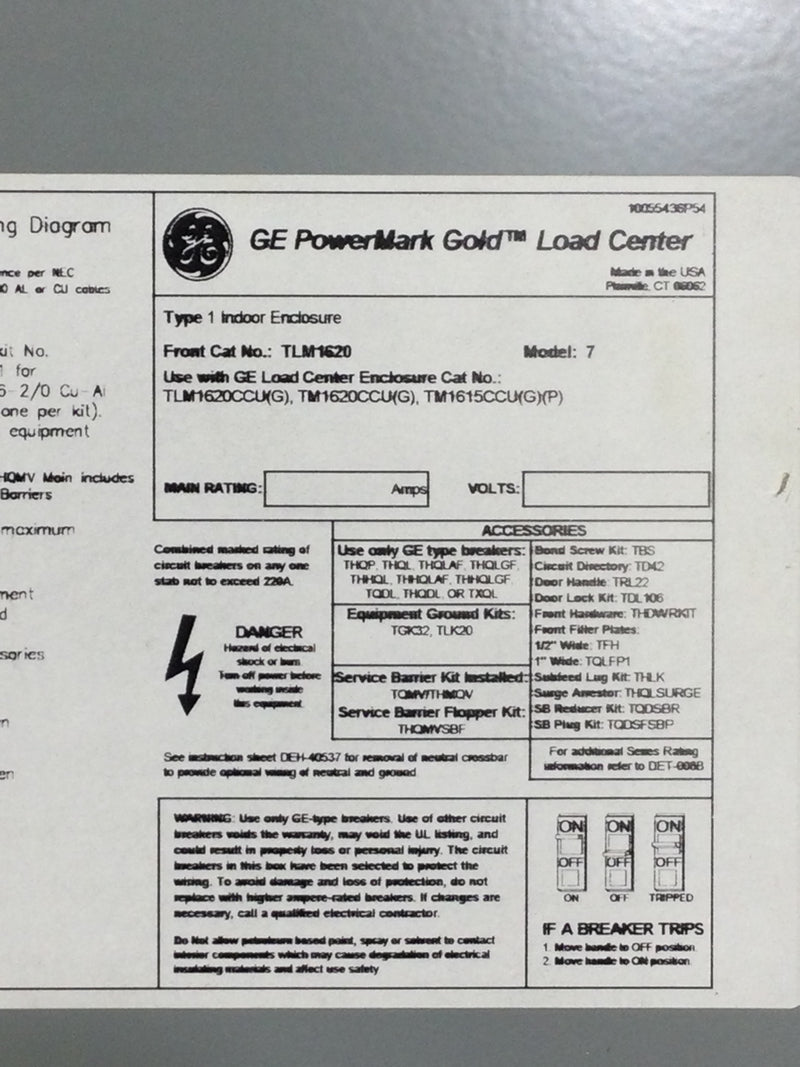 ng Diagram
ence per NEC
0 AL or CU cables
kit No.
1 for
6-2/0 Cu-Al
one per kit).
equipment
HQMV Main includes
Barriers
maximum
ment
d
ssories
n
en
10055436P54
GE
GE PowerMark Gold™ Load Center
Made in the USA
Plainville, CT 06062
Type 1 Indoor Enclosure
Front Cat No.: TLM1620 Model: 7
Use with GE Load Center Enclosure Cat No.:
TLM1620CCU(G), TM1620CCU(G), TM1615CCU(G)(P)
MAIN RATING: Amps VOLTS:
Combined marked rating of
circuit breakers on any one
stab not to exceed 220A.
DANGER
Hazard of electrical
shock or burn.
Turn off power before
working inside
this equipment.
ACCESSORIES
Use only GE type breakers:
THQP, THQL, THQLAF, THQLGF,
THHQL, THHQLAF, THHQLGF,
TQDL, THQDL, OR TXQL
Equipment Ground Kits:
TGK32, TLK20
Service Barrier Kit Installed:
TQMV/THMQV
Service Barrier Flopper Kit:
THQMVSBF
Bond Screw Kit: TBS
Circuit Directory: TD42
Door Handle: TRL22
Door Lock Kit: TDL106
Front Hardware: THDWRKIT
Front Filler Plates:
1/2" Wide: TFH
1" Wide: TQLFP1
Subfeed Lug Kit: THLK
Surge Arrestor: THQLSURGE
SB Reducer Kit: TQDSBR
SB Plug Kit: TQDSFSBP
See instruction sheet DEH-40537 for removal of neutral crossbar
to provide optional wiring of neutral and ground.
For additional Series Rating
information refer to DET-008B
WARNING: Use only GE-type breakers. Use of other circuit
breakers voids the warranty, may void the UL listing, and
could result in property loss or personal injury. The circuit
breakers in this box have been selected to protect the
wiring. To avoid damage and loss of protection, do not
replace with higher ampere-rated breakers. If changes are
necessary, call a qualified electrical contractor.
Do Not allow petroleum based paint, spray or solvent to contact
interior components which may cause degradation of electrical
insulating materials and affect use safety
ON ON ON
OFF OFF OFF
ON OFF TRIPPED
IF A BREAKER TRIPS
1. Move handle to OFF position.
2. Move handle to ON position.